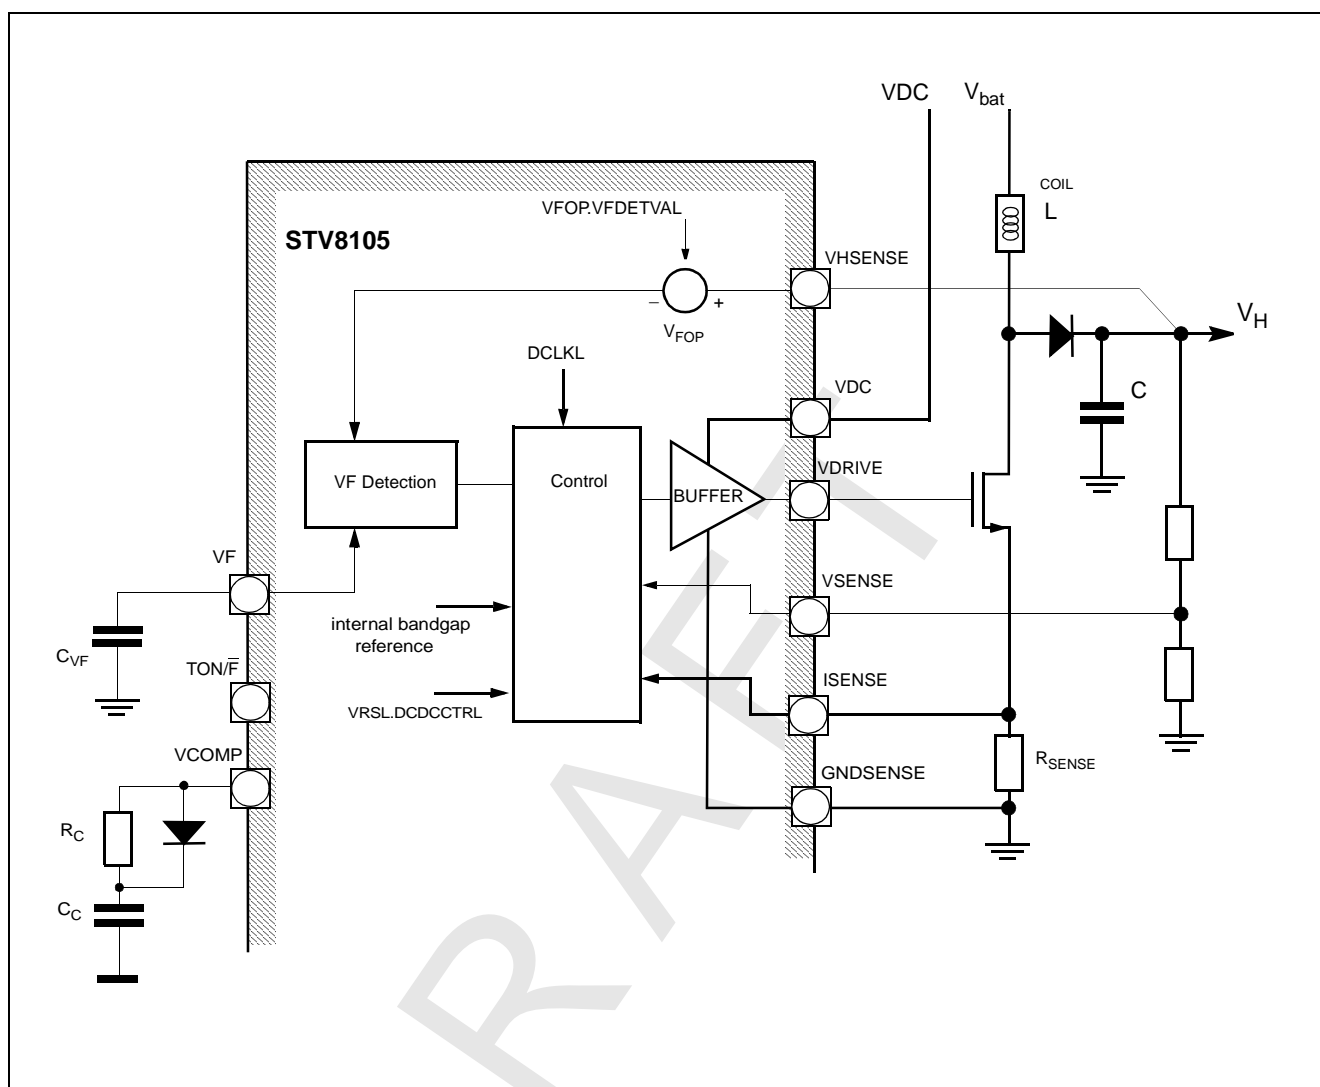 VDC
V_bat
COIL
L
VFOP.VFDETVAL
STV8105
VHSENSE
− +
V_FOP
V_H
DCLKL
VDC
C
VF Detection
Control
BUFFER
VDRIVE
VF
VSENSE
internal bandgap
reference
C_VF
TON/F̅
ISENSE
VRSL.DCDCCTRL
VCOMP
GNDSENSE
R_SENSE
R_C
C_C
RAFT